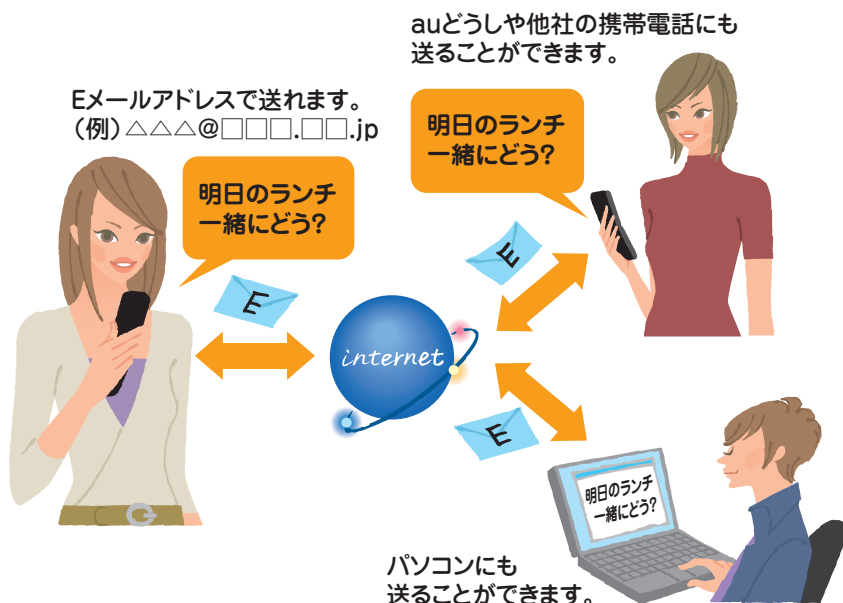 auどうしや他社の携帯電話にも
送ることができます。
Eメールアドレスで送れます。
（例）△△△@□□□.□□.jp
明日のランチ
一緒にどう?
明日のランチ
一緒にどう?
E
E
internet
E
明日のランチ
一緒にどう?
パソコンにも
送ることができます。